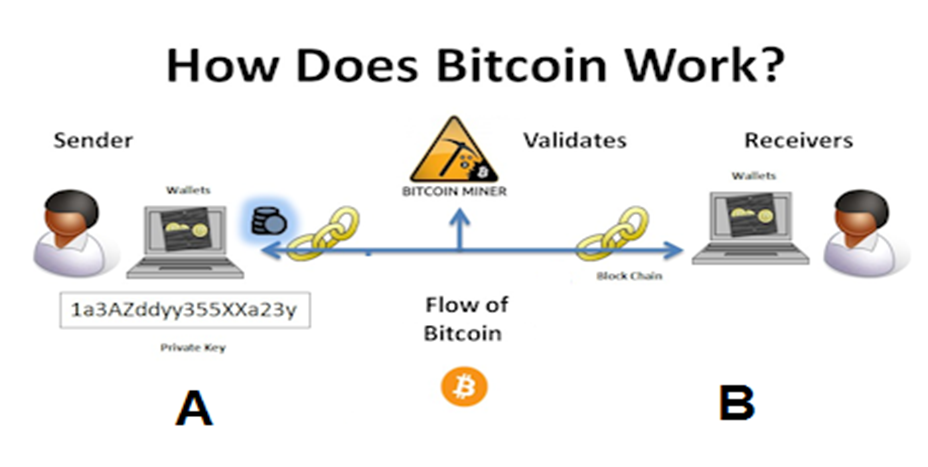 How Does Bitcoin Work?
Sender
Validates
Receivers
Wallets
BITCOIN MINER
Wallets
Block Chain
1a3AZddyy355XXa23y
Private Key
Flow of
Bitcoin
A
B